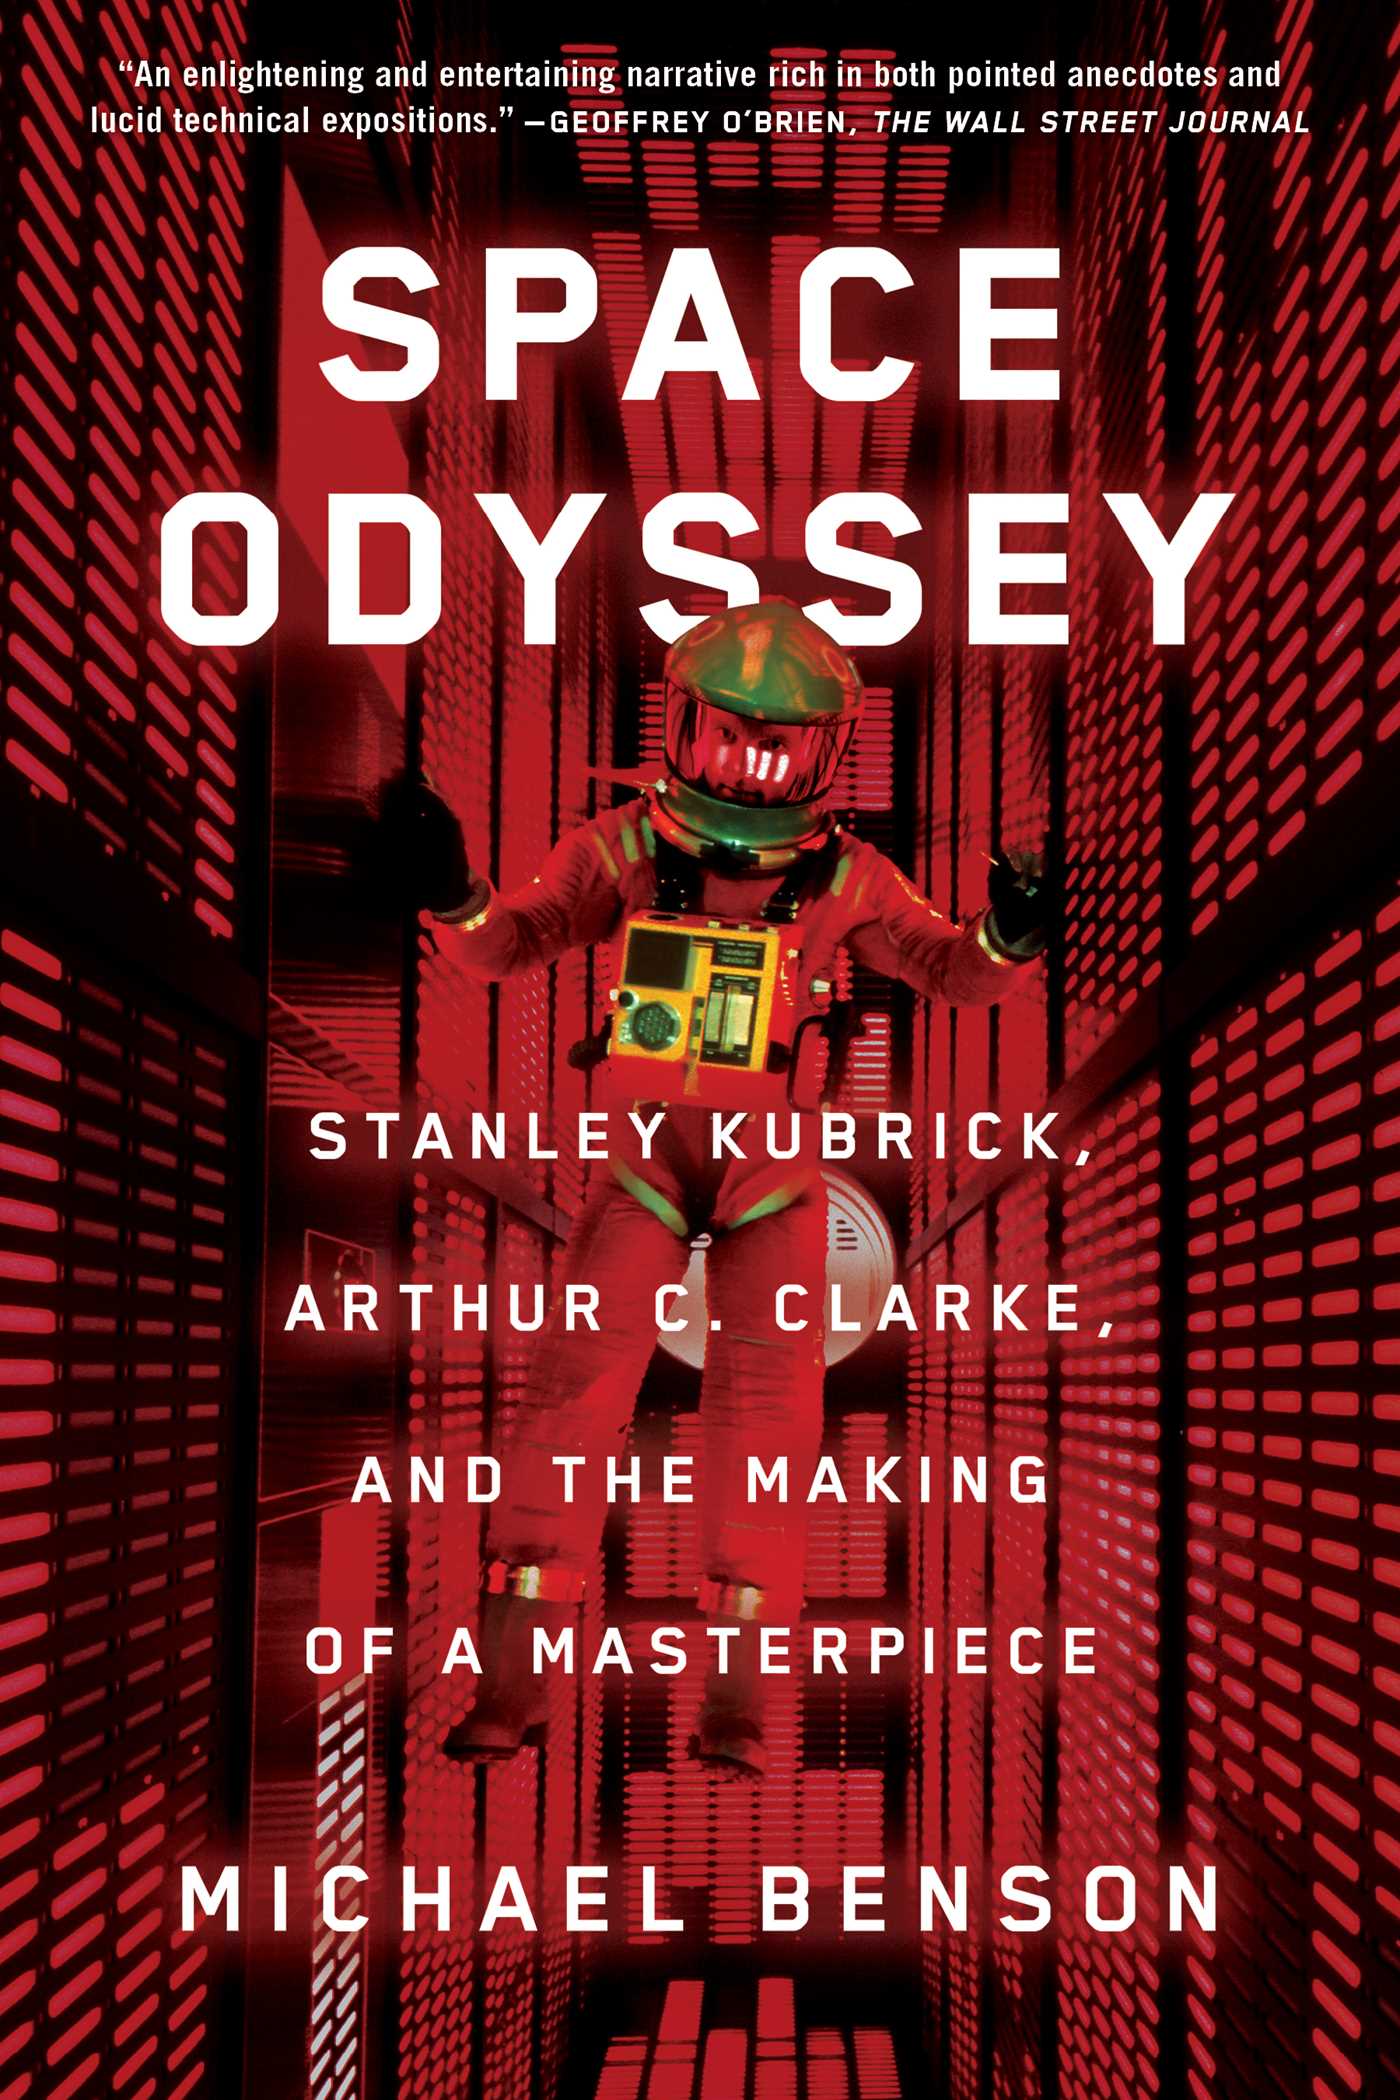 “An enlightening and entertaining narrative rich in both pointed anecdotes and
lucid technical expositions.” —GEOFFREY O’BRIEN, THE WALL STREET JOURNAL
SPACE
ODYSSEY
STANLEY KUBRICK,
ARTHUR C. CLARKE,
AND THE MAKING
OF A MASTERPIECE
MICHAEL BENSON